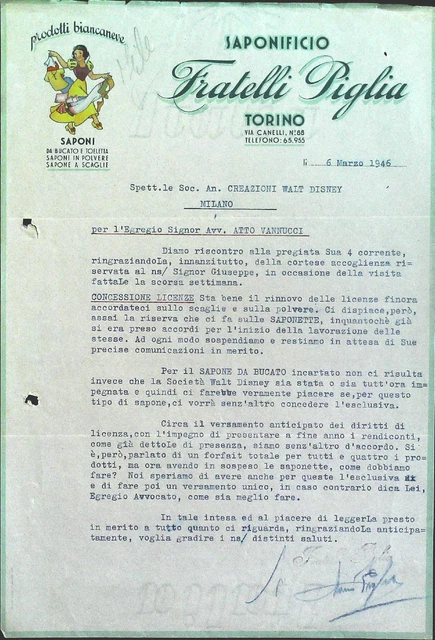 prodotti biancaneve
SAPONIFICIO
Fratelli Piglia
TORINO
VIA CANELLI, N.° 88
TELEFONO: 65.955
SAPONI
DA BUCATO E TOELETTA
SAPONI IN POLVERE
SAPONE A SCAGLIE
li 6 Marzo 1946
Spett.le Soc. An. CREAZIONI WALT DISNEY
MILANO
per l'Egregio Signor Avv. ATTO VANNUCCI
Diamo riscontro alla pregiata Sua 4 corrente,
ringraziandoLa, innanzitutto, della cortese accoglienza ri=
servata al ns/ Signor Giuseppe, in occasione della visita
fattaLe la scorsa settimana.
CONCESSIONE LICENZE Sta bene il rinnovo delle licenze finora
accordateci sullo scaglie e sulla polvere. Ci dispiace,però,
assai la riserva che ci fa sulle SAPONETTE, inquantochè già
si era preso accordi per l'inizio della lavorazione delle
stesse. Ad ogni modo sospendiamo e restiamo in attesa di Sue
precise comunicazioni in merito.
Per il SAPONE DA BUCATO incartato non ci risulta
invece che la Società Walt Disney sia stata o sia tutt'ora im=
pegnata e quindi ci farebbe veramente piacere se,per questo
tipo di sapone,ci vorrà senz'altro concedere l'esclusiva.
Circa il versamento anticipato dei diritti di
licenza,con l'impegno di presentare a fine anno i rendiconti,
come già dettoLe di presenza, siamo senz'altro d'accordo. Si
è,però,parlato di un forfait totale per tutti e quattro i pro=
dotti, ma ora avendo in sospeso le saponette, come dobbiamo
fare? Noi speriamo di avere anche per queste l'esclusiva
e di fare poi un versamento unico, in caso contrario dica Lei,
Egregio Avvocato, come sia meglio fare.
In tale intesa ed al piacere di leggerLa presto
in merito a tutto quanto ci riguarda, ringraziandoLa anticipa=
tamente, voglia gradire i ns/ distinti saluti.